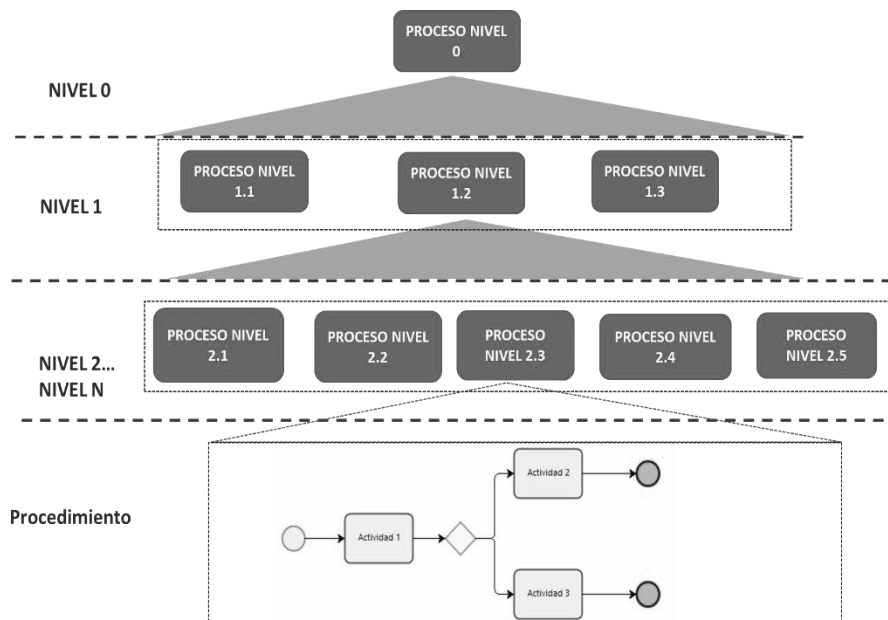 PROCESO NIVEL
0
NIVEL 0
PROCESO NIVEL
1.1
PROCESO NIVEL
1.2
PROCESO NIVEL
1.3
NIVEL 1
PROCESO NIVEL
2.1
PROCESO NIVEL
2.2
PROCESO
NIVEL 2.3
PROCESO NIVEL
2.4
PROCESO
NIVEL 2.5
NIVEL 2...
NIVEL N
Procedimiento
Actividad 1
Actividad 2
Actividad 3